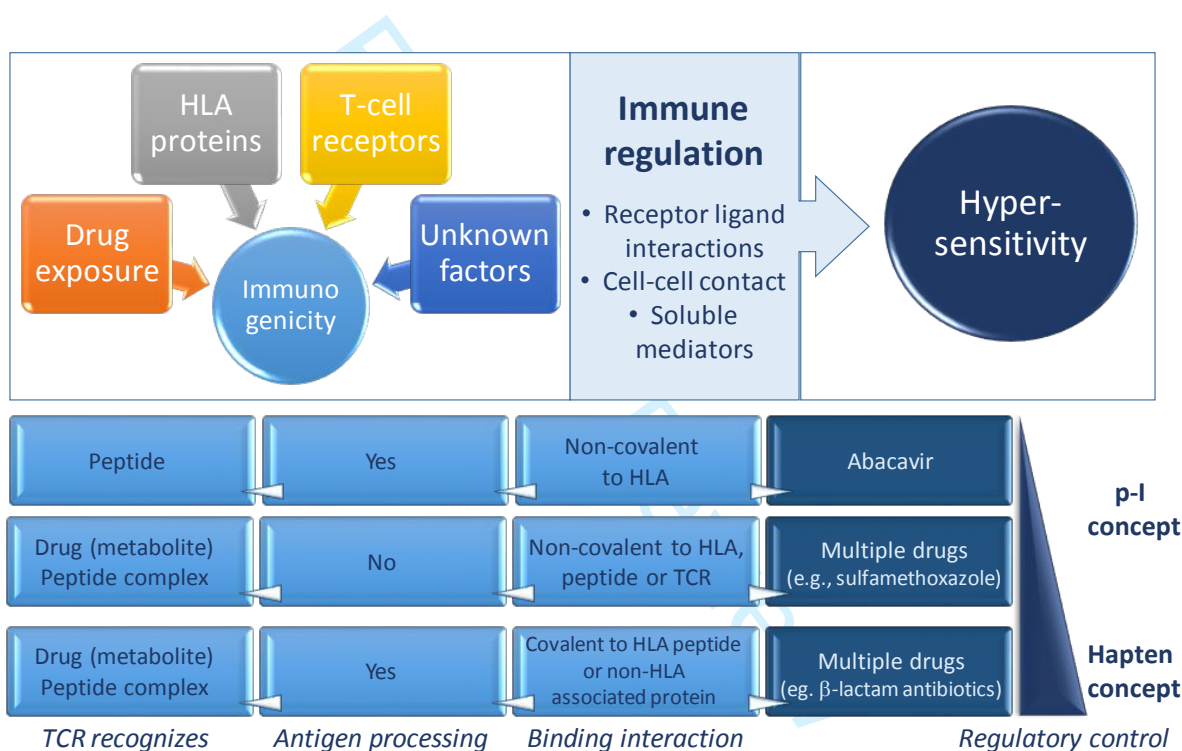 HLA
proteins
T-cell
receptors
Drug
exposure
Unknown
factors
Immuno
genicity
Immune
regulation
• Receptor ligand
interactions
• Cell-cell contact
• Soluble
mediators
Hyper-
sensitivity
Peptide
Yes
Non-covalent
to HLA
Abacavir
p-I
concept
Drug (metabolite)
Peptide complex
No
Non-covalent to HLA,
peptide or TCR
Multiple drugs
(e.g., sulfamethoxazole)
Drug (metabolite)
Peptide complex
Yes
Covalent to HLA peptide
or non-HLA
associated protein
Multiple drugs
(eg. β-lactam antibiotics)
Hapten
concept
TCR recognizes
Antigen processing
Binding interaction
Regulatory control